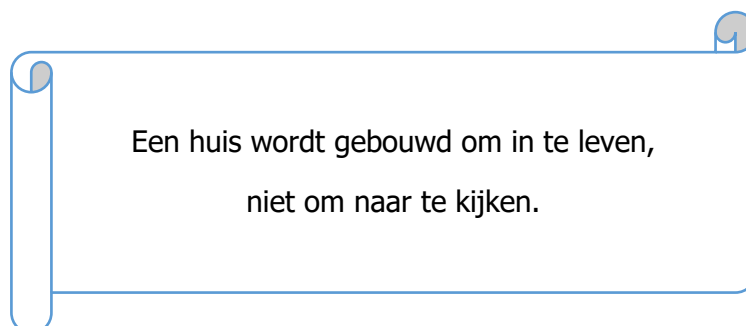 Een huis wordt gebouwd om in te leven,
niet om naar te kijken.